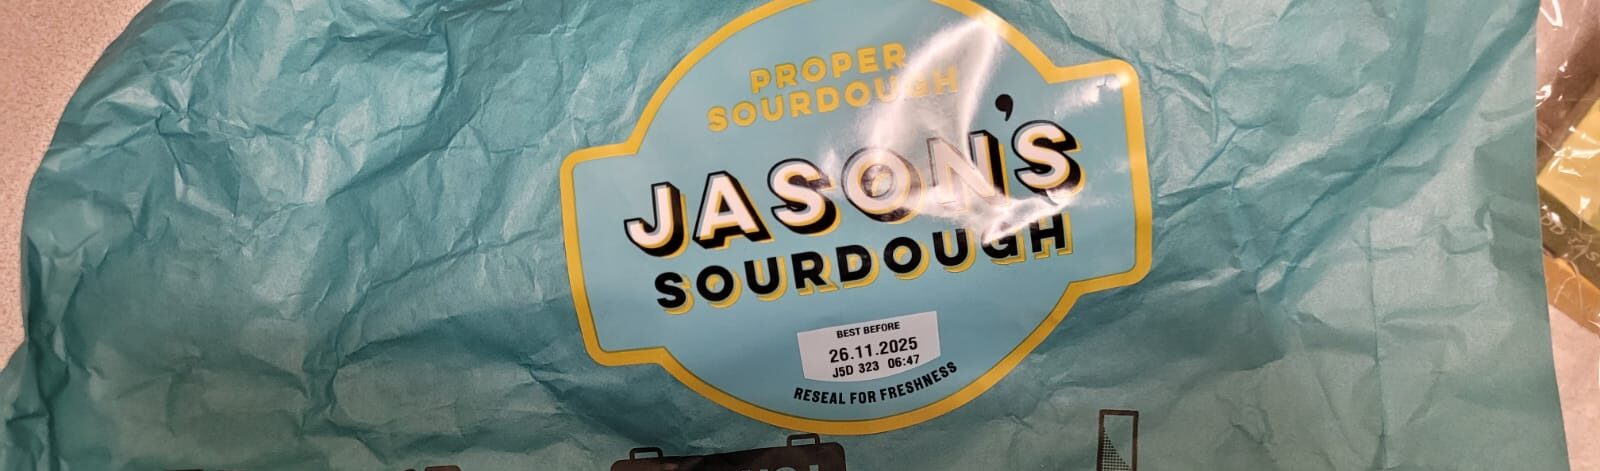 PROPER
SOURDOUGH
JASON'S
SOURDOUGH
BEST BEFORE
26.11.2025
J5D 323 06:47
RESEAL FOR FRESHNESS